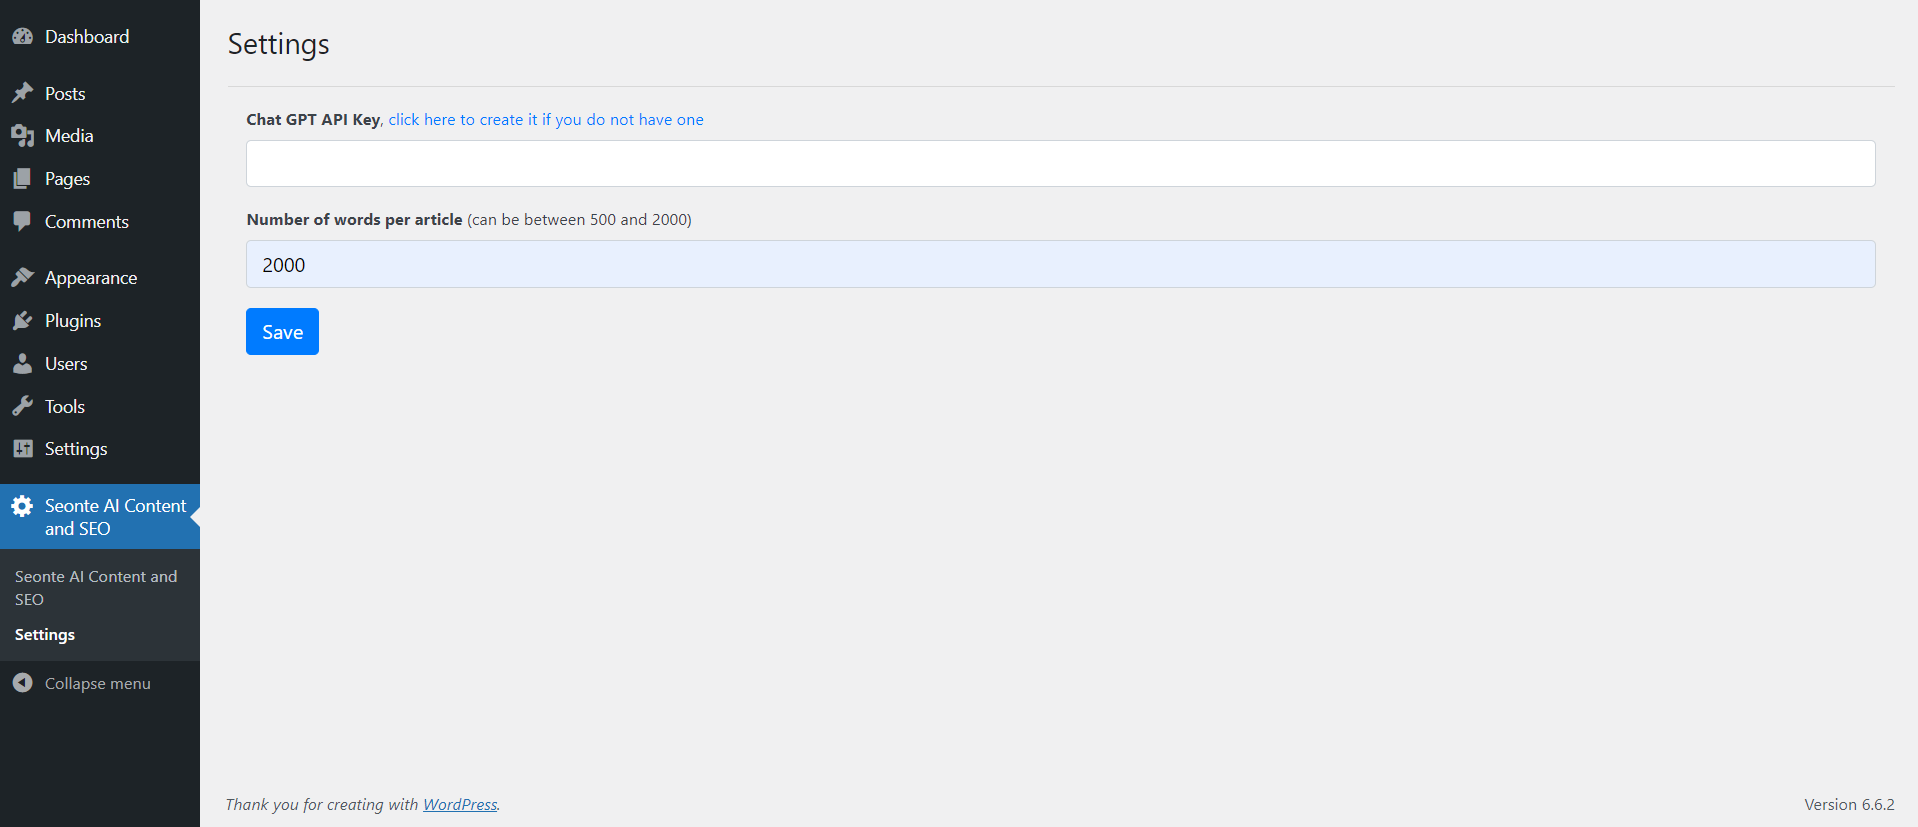 Dashboard
Posts
Media
Pages
Comments
Appearance
Plugins
Users
Tools
Settings
Seonte AI Content
and SEO
Seonte AI Content and
SEO
Settings
Collapse menu
Settings
Chat GPT API Key, click here to create it if you do not have one
Number of words per article (can be between 500 and 2000)
2000
Save
Thank you for creating with WordPress.
Version 6.6.2